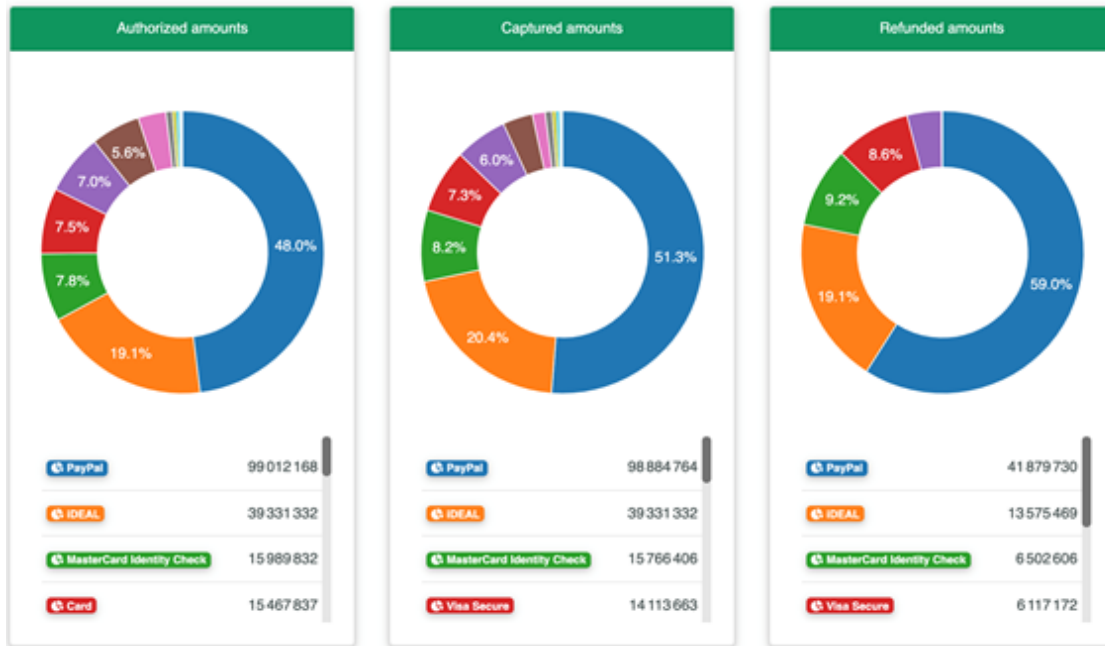 Authorized amounts
5.6%
7.0%
7.5%
48.0%
7.8%
19.1%
PayPal 99 012 168
IDEAL 39 331 332
MasterCard Identity Check 15 989 832
Card 15 467 837
Captured amounts
6.0%
7.3%
8.2%
51.3%
20.4%
PayPal 98 884 764
IDEAL 39 331 332
MasterCard Identity Check 15 766 406
Visa Secure 14 113 663
Refunded amounts
8.6%
9.2%
59.0%
19.1%
PayPal 41 879 730
IDEAL 13 575 469
MasterCard Identity Check 6 502 606
Visa Secure 6 117 172